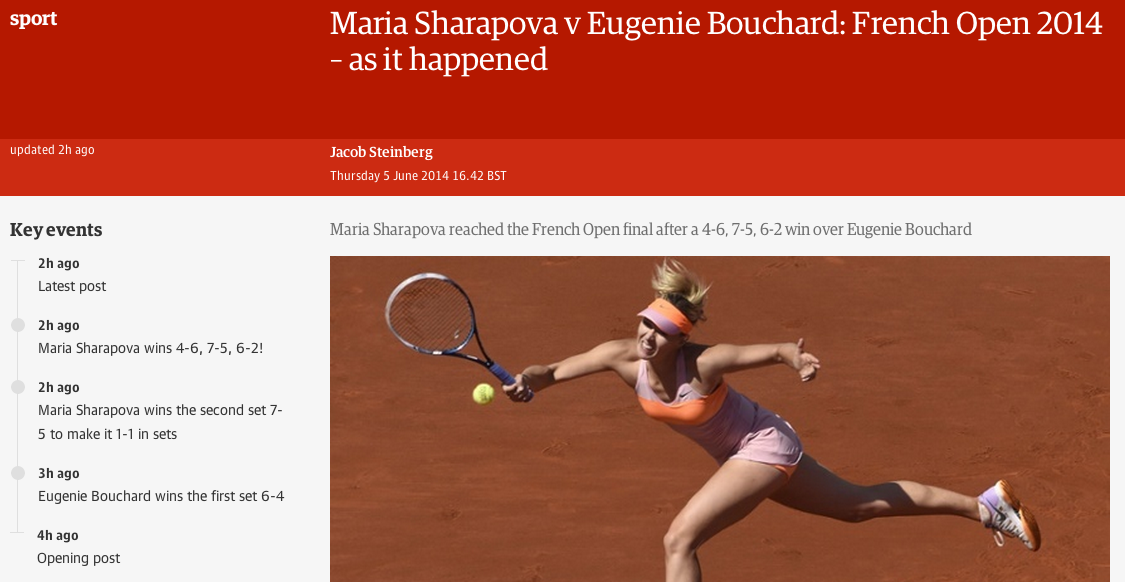 sport
Maria Sharapova v Eugenie Bouchard: French Open 2014
– as it happened
updated 2h ago
Jacob Steinberg
Thursday 5 June 2014 16.42 BST
Key events
2h ago
Latest post
2h ago
Maria Sharapova wins 4-6, 7-5, 6-2!
2h ago
Maria Sharapova wins the second set 7-
5 to make it 1-1 in sets
3h ago
Eugenie Bouchard wins the first set 6-4
4h ago
Opening post
Maria Sharapova reached the French Open final after a 4-6, 7-5, 6-2 win over Eugenie Bouchard